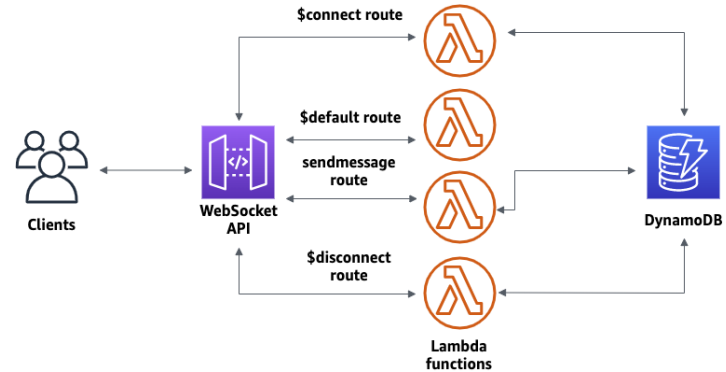 $connect route
$default route
sendmessage
route
</>
Clients
WebSocket
API
DynamoDB
$disconnect
route
Lambda
functions